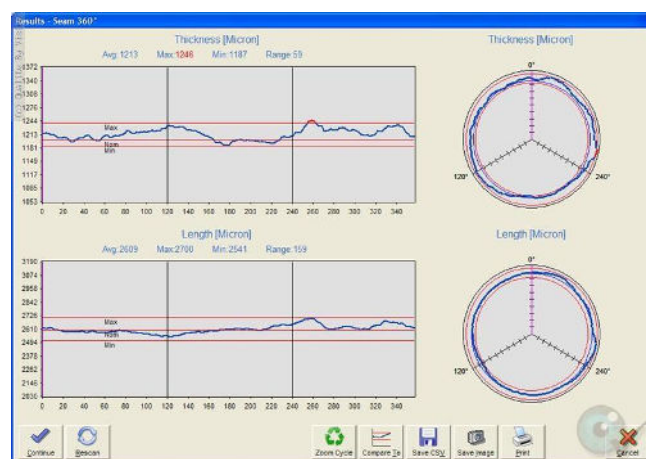 Results - Seam 360°
Thickness [Micron]
Avg:1213 Max:1246 Min:1187 Range:59
1372
1340
1308
1276
1244
1213
1181
1149
1117
1085
1053
Max
Nom
Min
0 20 40 60 80 100 120 140 160 180 200 220 240 260 280 300 320 340
Thickness [Micron]
0°
120°
240°
Length [Micron]
Avg:2609 Max:2700 Min:2541 Range:159
3190
3074
2958
2842
2726
2610
2494
2378
2262
2146
2030
Max
Nom
Min
0 20 40 60 80 100 120 140 160 180 200 220 240 260 280 300 320 340
Length [Micron]
0°
120°
240°
Continue
Rescan
Zoom Cycle
Compare To
Save CSV
Save Image
Print
Cancel